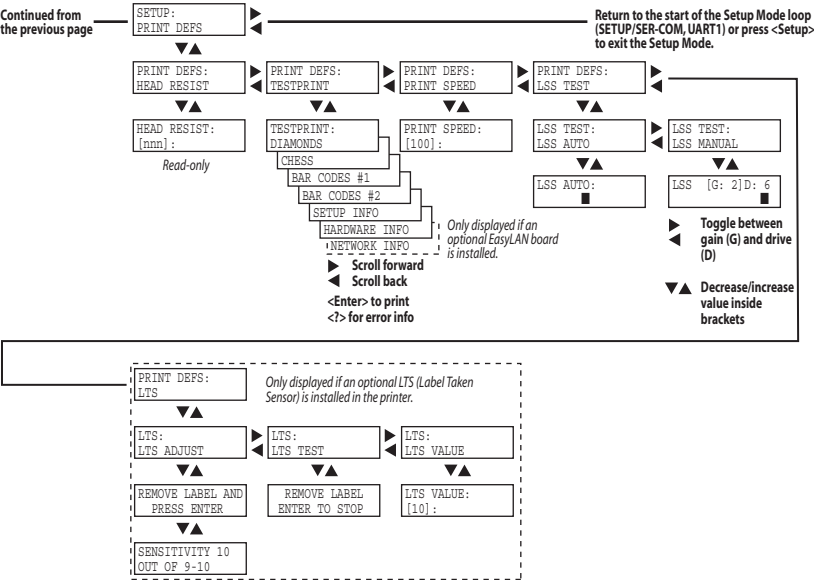 Continued from
the previous page
SETUP:
PRINT DEFS
Return to the start of the Setup Mode loop
(SETUP/SER-COM, UART1) or press <Setup>
to exit the Setup Mode.
PRINT DEFS:
HEAD RESIST
PRINT DEFS:
TESTPRINT
PRINT DEFS:
PRINT SPEED
PRINT DEFS:
LSS TEST
HEAD RESIST:
[nnn]:
Read-only
TESTPRINT:
DIAMONDS
CHESS
BAR CODES #1
BAR CODES #2
SETUP INFO
HARDWARE INFO
NETWORK INFO
Only displayed if an
optional EasyLAN board
is installed.
Scroll forward
Scroll back
<Enter> to print
<?> for error info
PRINT SPEED:
[100]:
LSS TEST:
LSS AUTO
LSS TEST:
LSS MANUAL
LSS AUTO:
LSS [G: 2]D: 6
Toggle between
gain (G) and drive
(D)
Decrease/increase
value inside
brackets
PRINT DEFS:
LTS
Only displayed if an optional LTS (Label Taken
Sensor) is installed in the printer.
LTS:
LTS ADJUST
LTS:
LTS TEST
LTS:
LTS VALUE
REMOVE LABEL AND
PRESS ENTER
REMOVE LABEL
ENTER TO STOP
LTS VALUE:
[10]:
SENSITIVITY 10
OUT OF 9-10